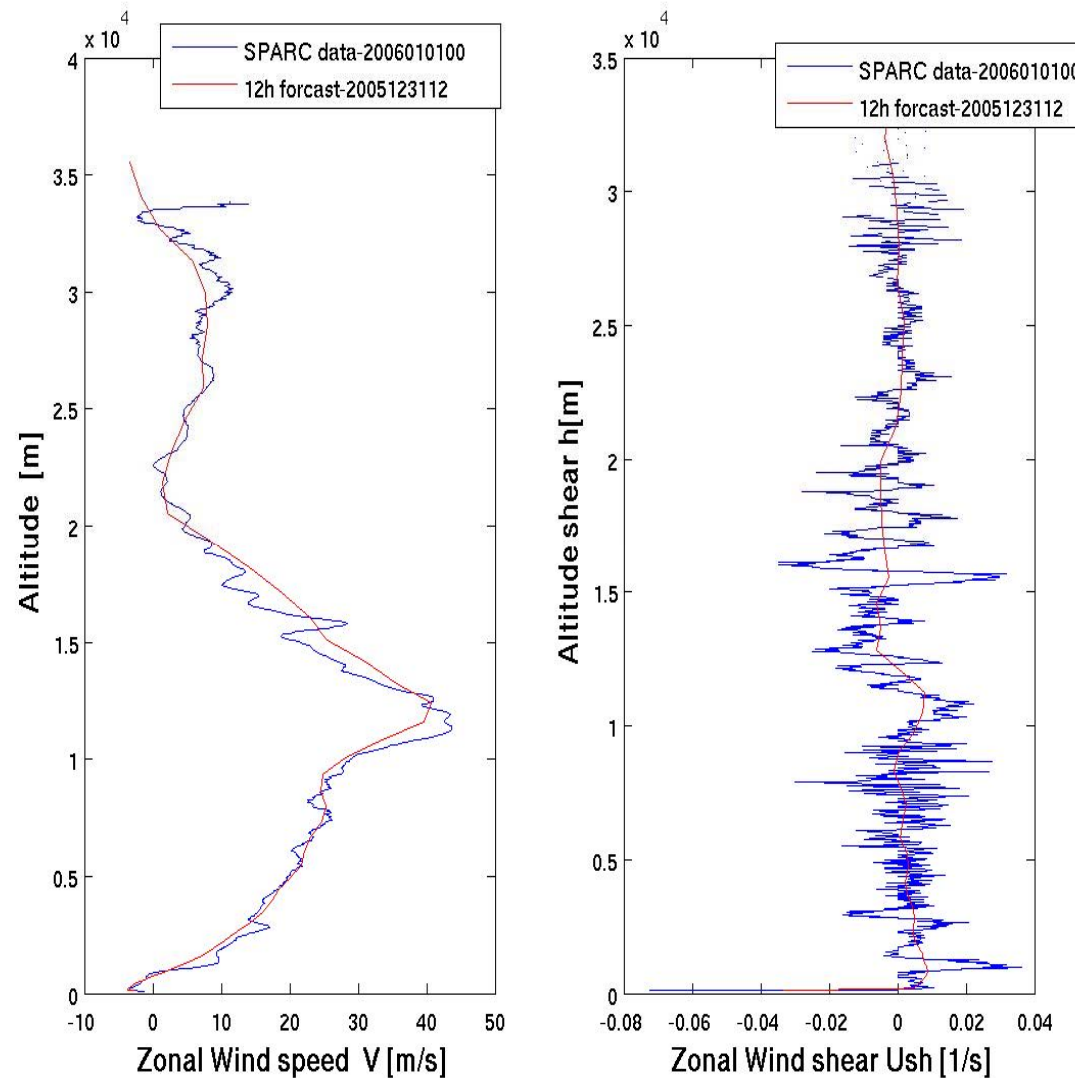 x 10
4
SPARC data-2006010100
12h forcast-2005123112
4
3.5
3
2.5
2
1.5
1
0.5
0
-10 0 10 20 30 40 50
Altitude [m]
Zonal Wind speed V [m/s]
x 10
4
SPARC data-2006010100
12h forcast-2005123112
3.5
3
2.5
2
1.5
1
0.5
0
-0.08 -0.06 -0.04 -0.02 0 0.02 0.04
Altitude shear h[m]
Zonal Wind shear Ush [1/s]